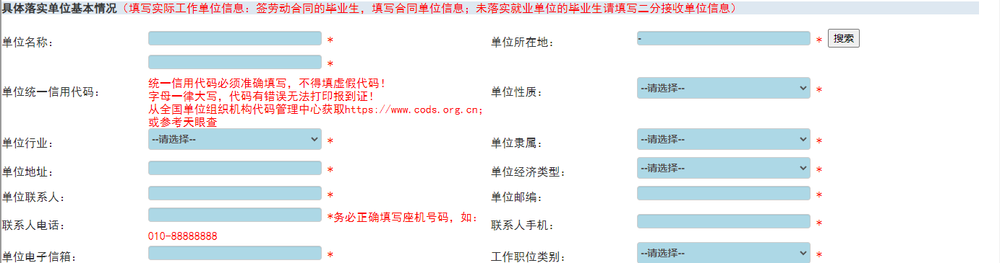 具体落实单位基本情况（填写实际工作单位信息：签劳动合同的毕业生，填写合同单位信息；未落实就业单位的毕业生请填写二分接收单位信息）
单位名称： * 单位所在地： - * 搜索
*
单位统一信用代码： 统一信用代码必须准确填写，不得填虚假代码！
字母一律大写，代码有错误无法打印报到证！
从全国单位组织机构代码管理中心获取https://www.cods.org.cn；
或参考天眼查
单位性质： --请选择-- *
单位行业： --请选择-- * 单位隶属： --请选择-- *
单位地址： * 单位经济类型： --请选择-- *
单位联系人： * 单位邮编： *
联系人电话： *务必正确填写座机号码，如：
010-88888888
联系人手机： *
单位电子信箱： * 工作职位类别： --请选择-- *